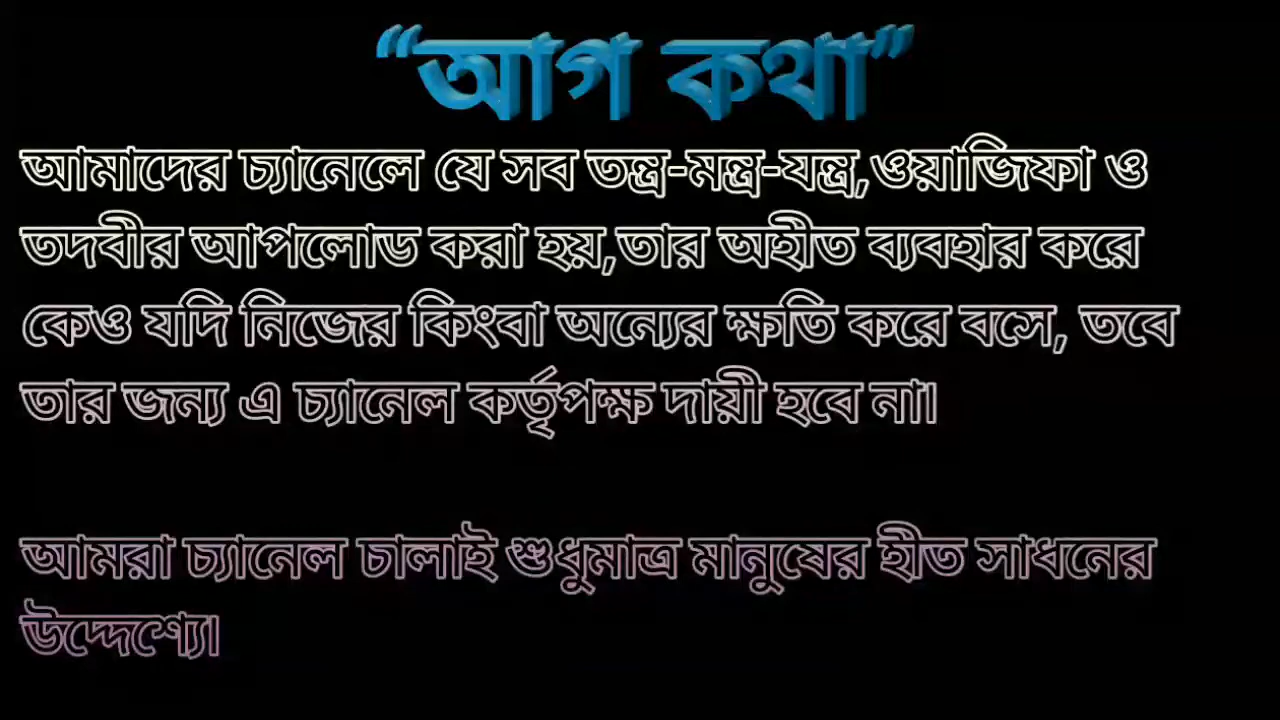 “আগ কথা”
আমাদের চ্যানেলে যে সব তন্ত্র-মন্ত্র-যন্ত্র,ওয়াজিফা ও
তদবীর আপলোড করা হয়,তার অহীত ব্যবহার করে
কেও যদি নিজের কিংবা অন্যের ক্ষতি করে বসে, তবে
তার জন্য এ চ্যানেল কর্তৃপক্ষ দায়ী হবে না।
আমরা চ্যানেল চালাই শুধুমাত্র মানুষের হীত সাধনের
উদ্দেশ্যে।